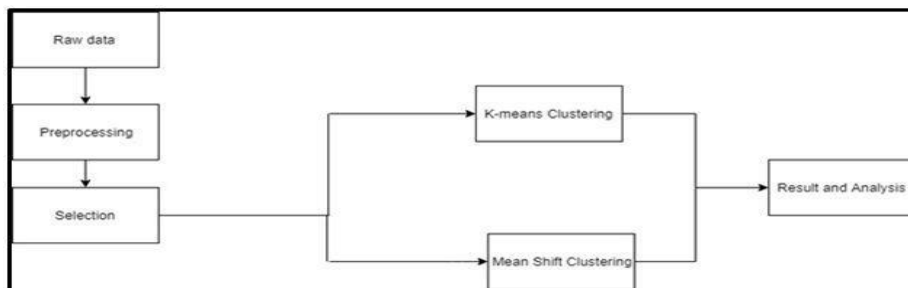 Raw data
Preprocessing
Selection
K-means Clustering
Mean Shift Clustering
Result and Analysis